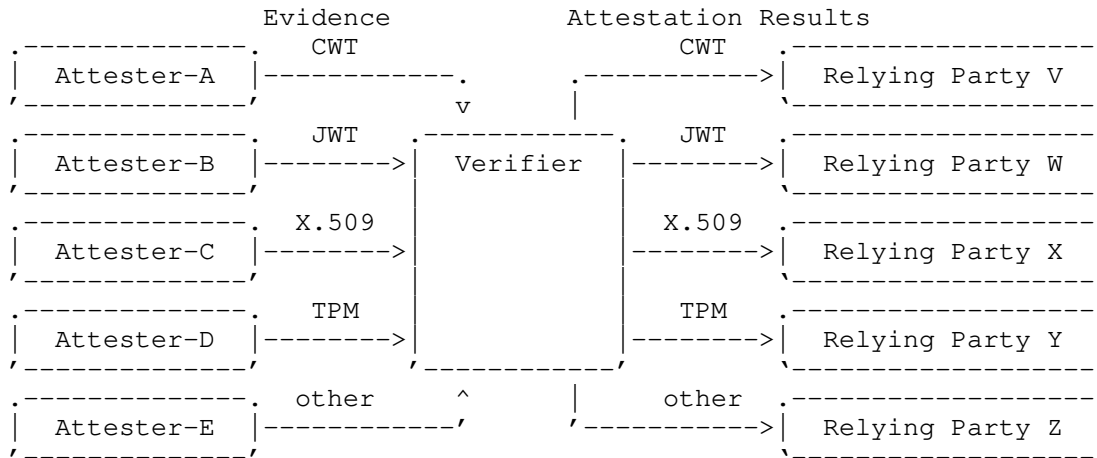 Evidence Attestation Results
CWT CWT
Attester-A Relying Party V
v
JWT JWT
Attester-B Verifier Relying Party W
X.509 X.509
Attester-C Relying Party X
TPM TPM
Attester-D Relying Party Y
other ^ other
Attester-E Relying Party Z